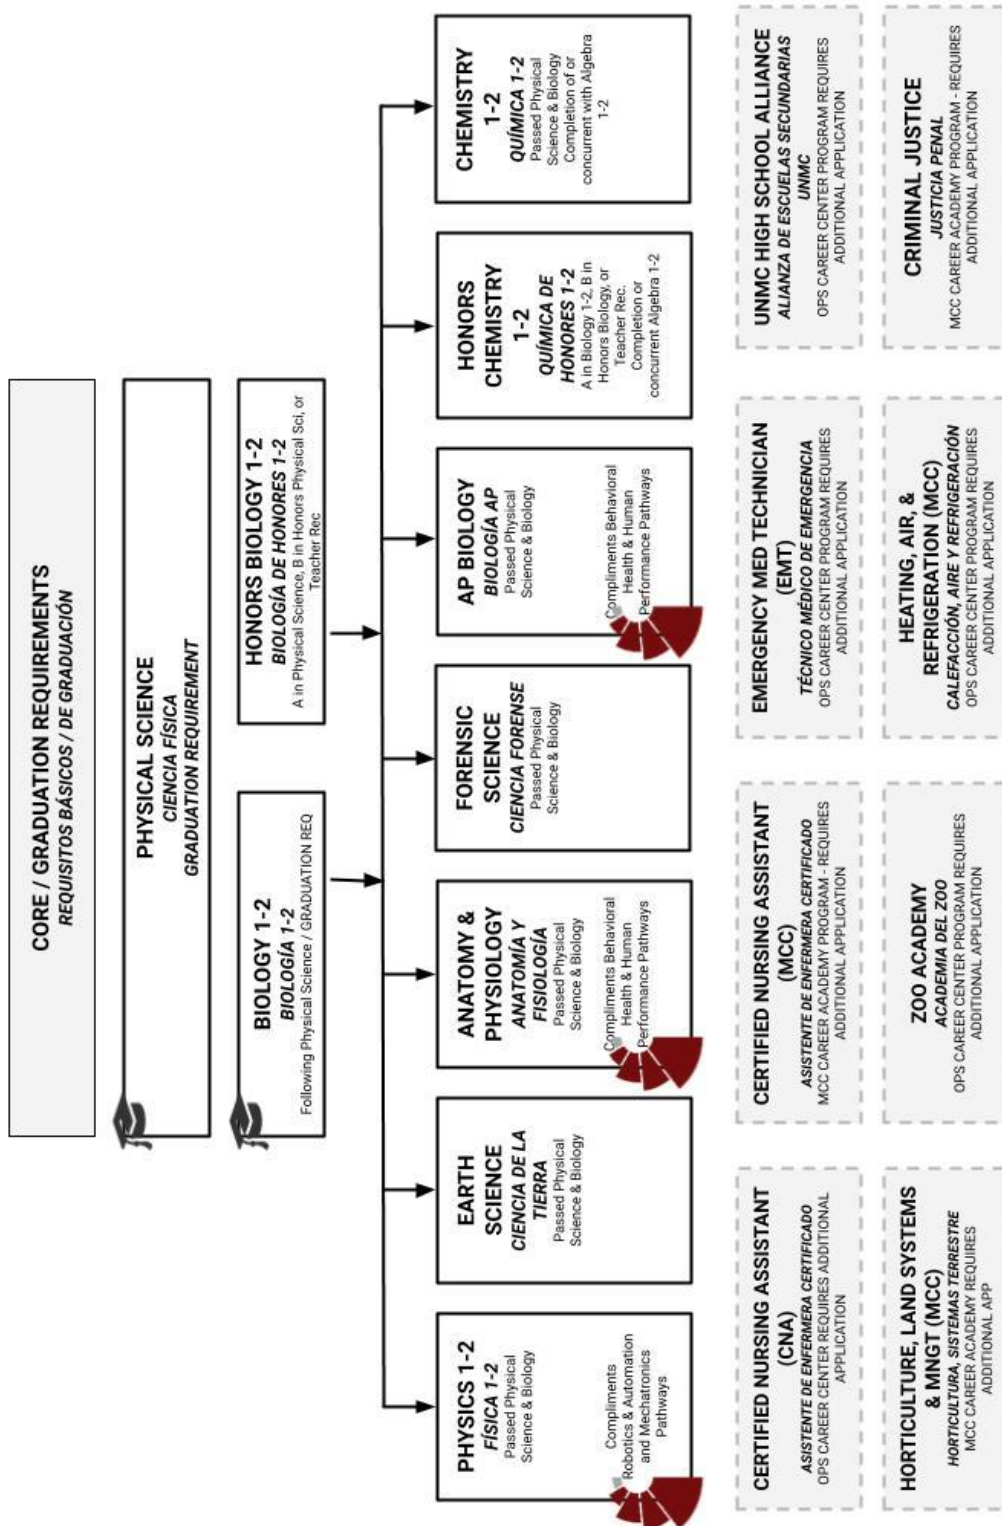 CORE / GRADUATION REQUIREMENTS
REQUISITOS BÁSICOS / DE GRADUACIÓN
PHYSICAL SCIENCE
CIENCIA FÍSICA
GRADUATION REQUIREMENT
BIOLOGY 1-2
BIOLOGÍA 1-2
Following Physical Science / GRADUATION REQ
HONORS BIOLOGY 1-2
BIOLOGÍA DE HONORES 1-2
A in Physical Science, B in Honors Physical Sci, or
Teacher Rec
PHYSICS 1-2
FÍSICA 1-2
Passed Physical
Science & Biology
Compliments
Robotics & Automation
and Mechatronics
Pathways
EARTH
SCIENCE
CIENCIA DE LA
TIERRA
Passed Physical
Science & Biology
ANATOMY &
PHYSIOLOGY
ANATOMÍA Y
FISIOLOGÍA
Passed Physical
Science & Biology
Compliments Behavioral
Health & Human
Performance Pathways
FORENSIC
SCIENCE
CIENCIA FORENSE
Passed Physical
Science & Biology
AP BIOLOGY
BIOLOGÍA AP
Passed Physical
Science & Biology
Compliments Behavioral
Health & Human
Performance Pathways
HONORS
CHEMISTRY
1-2
QUÍMICA DE
HONORES 1-2
A in Biology 1-2, B in
Honors Biology, or
Teacher Rec.
Completion or
concurrent Algebra 1-2
CHEMISTRY
1-2
QUÍMICA 1-2
Passed Physical
Science & Biology
Completion of or
concurrent with Algebra
1-2
CERTIFIED NURSING ASSISTANT
(CNA)
ASISTENTE DE ENFERMERA CERTIFICADO
OPS CAREER CENTER REQUIRES ADDITIONAL
APPLICATION
CERTIFIED NURSING ASSISTANT
(MCC)
ASISTENTE DE ENFERMERA CERTIFICADO
MCC CAREER ACADEMY PROGRAM - REQUIRES
ADDITIONAL APPLICATION
EMERGENCY MED TECHNICIAN
(EMT)
TÉCNICO MÉDICO DE EMERGENCIA
OPS CAREER CENTER PROGRAM REQUIRES
ADDITIONAL APPLICATION
UNMC HIGH SCHOOL ALLIANCE
ALIANZA DE ESCUELAS SECUNDARIAS
UNMC
OPS CAREER CENTER PROGRAM REQUIRES
ADDITIONAL APPLICATION
HORTICULTURE, LAND SYSTEMS
& MNGT (MCC)
HORTICULTURA, SISTEMAS TERRESTRE
MCC CAREER ACADEMY REQUIRES
ADDITIONAL APP
ZOO ACADEMY
ACADEMIA DEL ZOO
OPS CAREER CENTER PROGRAM REQUIRES
ADDITIONAL APPLICATION
HEATING, AIR, &
REFRIGERATION (MCC)
CALEFACCIÓN, AIRE Y REFRIGERACIÓN
OPS CAREER CENTER PROGRAM REQUIRES
ADDITIONAL APPLICATION
CRIMINAL JUSTICE
JUSTICIA PENAL
MCC CAREER ACADEMY PROGRAM - REQUIRES
ADDITIONAL APPLICATION